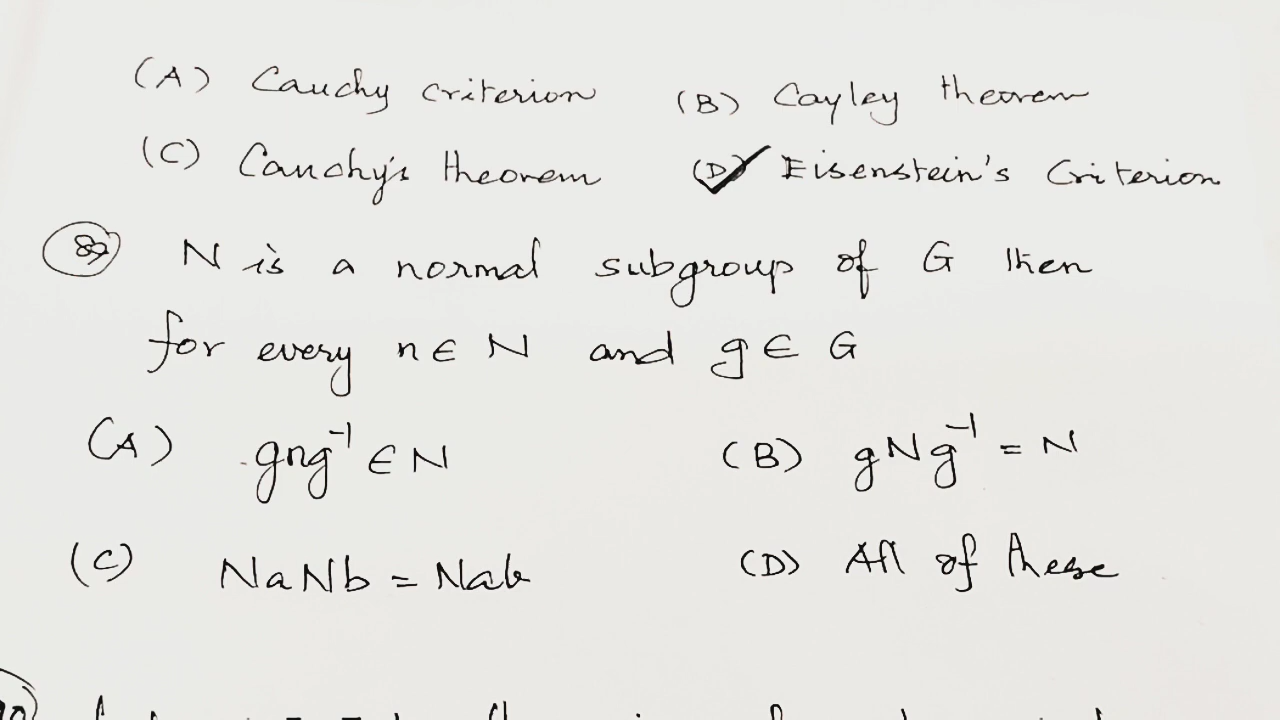 (A) Cauchy criterion (B) Cayley theorem
(C) Cauchy's theorem (D) Eisenstein's Criterion
N is a normal subgroup of G then
for every n ∈ N and g ∈ G
(A) gng⁻¹ ∈ N (B) gNg⁻¹ = N
(C) NaNb = Nab (D) All of these